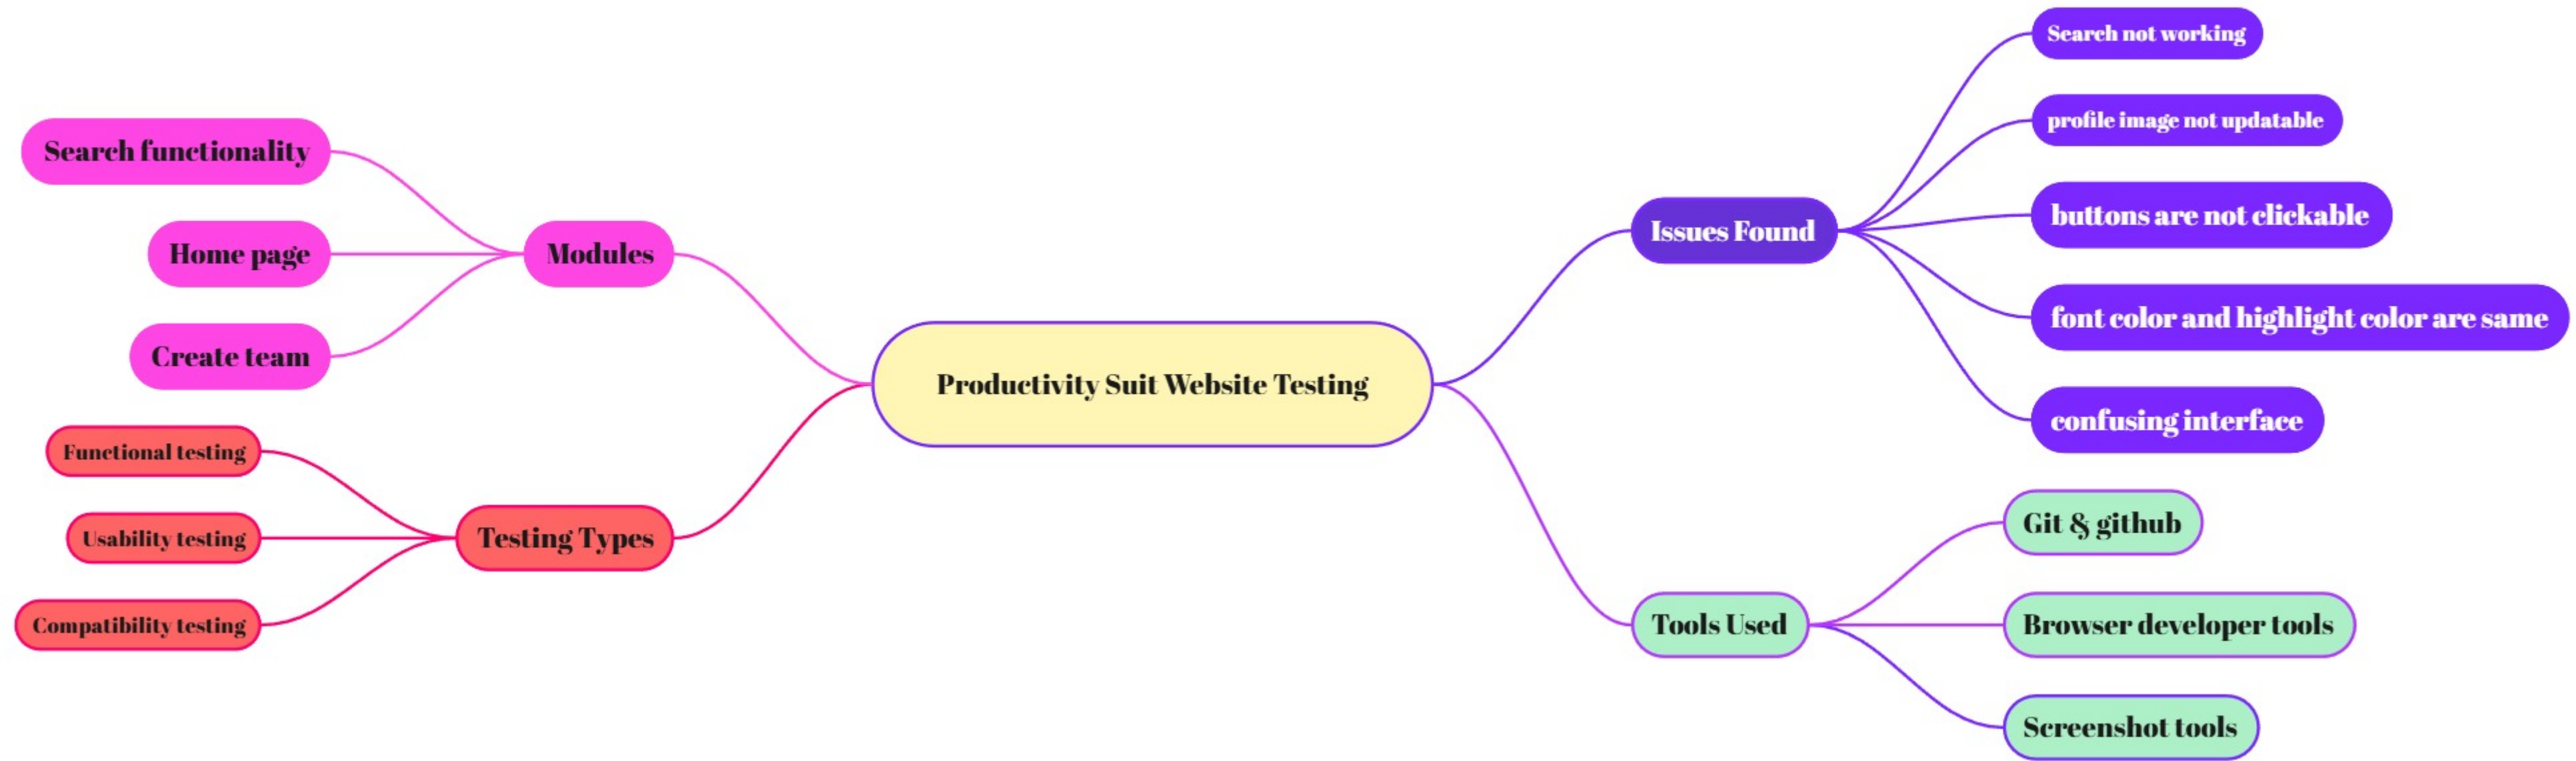 Productivity Suit Website Testing
Modules
Search functionality
Home page
Create team
Testing Types
Functional testing
Usability testing
Compatibility testing
Issues Found
Search not working
profile image not updatable
buttons are not clickable
font color and highlight color are same
confusing interface
Tools Used
Git & github
Browser developer tools
Screenshot tools